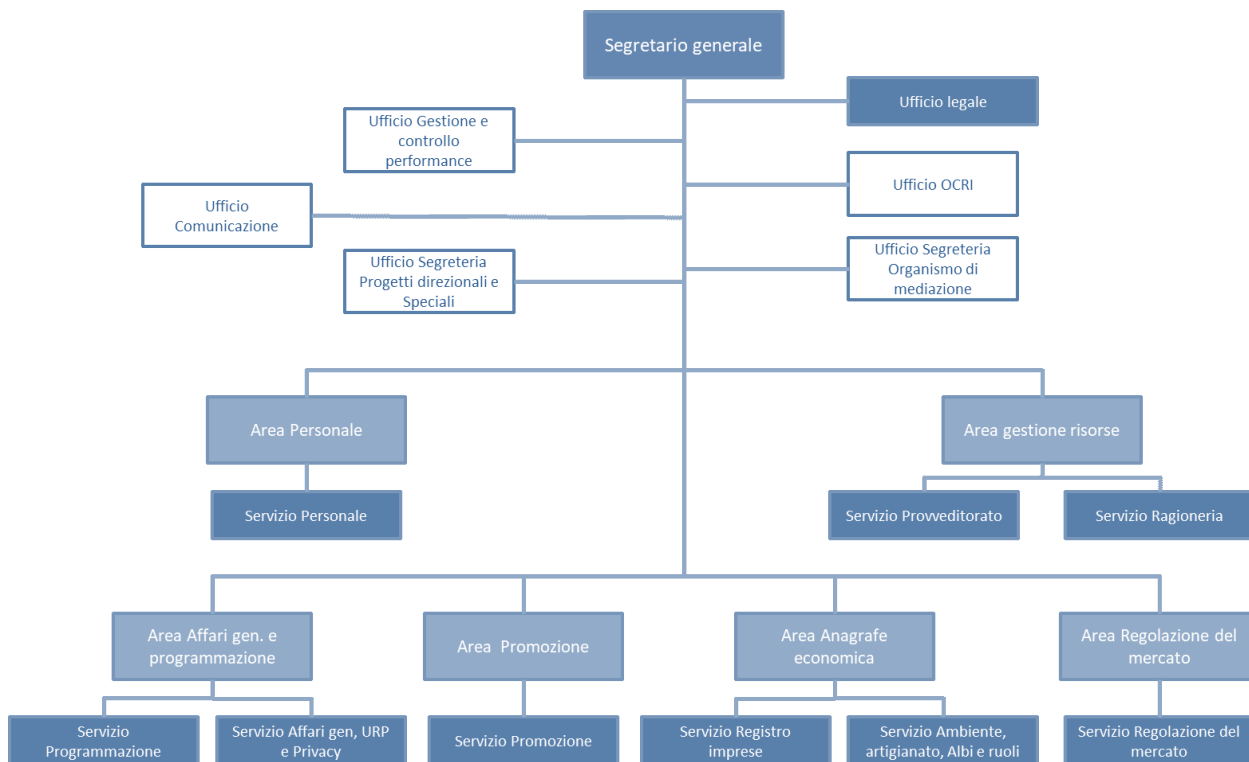 Segretario generale
Ufficio legale
Ufficio Gestione e
controllo
performance
Ufficio OCRI
Ufficio
Comunicazione
Ufficio Segreteria
Organismo di
mediazione
Ufficio Segreteria
Progetti direzionali e
Speciali
Area Personale
Area gestione risorse
Servizio Personale
Servizio Provveditorato
Servizio Ragioneria
Area Affari gen. e
programmazione
Area Promozione
Area Anagrafe
economica
Area Regolazione del
mercato
Servizio
Programmazione
Servizio Affari gen, URP
e Privacy
Servizio Promozione
Servizio Registro
imprese
Servizio Ambiente,
artigianato, Albi e ruoli
Servizio Regolazione del
mercato